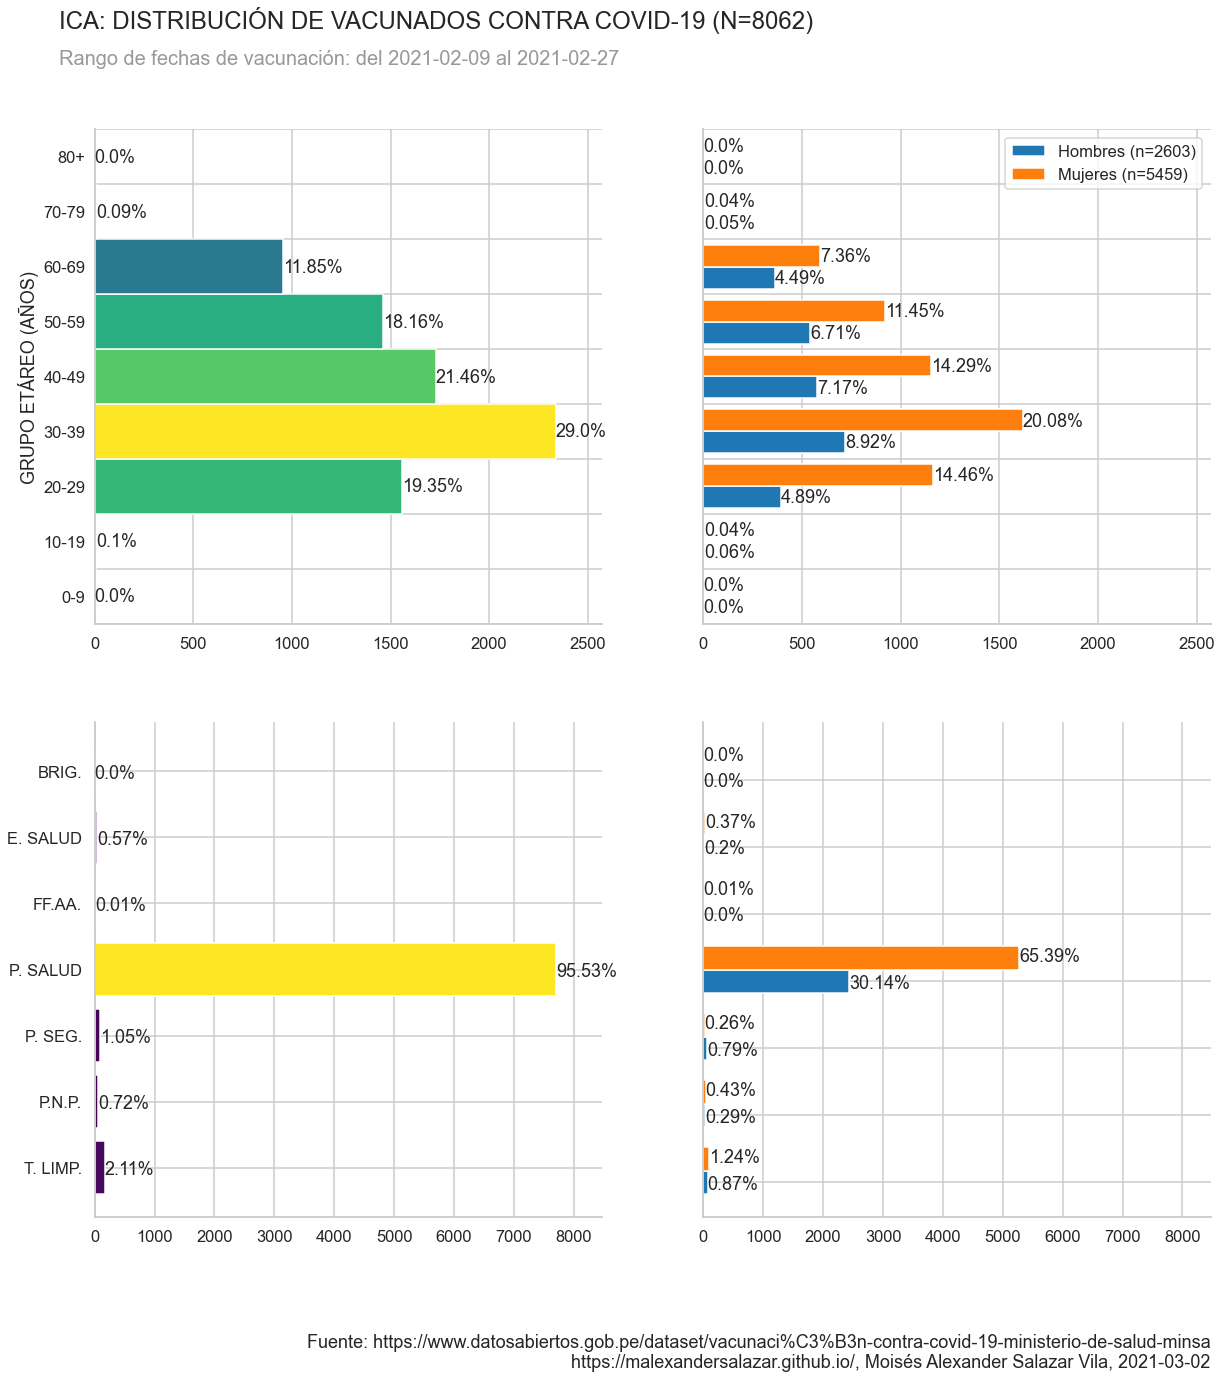 ICA: DISTRIBUCIÓN DE VACUNADOS CONTRA COVID-19 (N=8062)
Rango de fechas de vacunación: del 2021-02-09 al 2021-02-27
GRUPO ETÁREO (AÑOS)
80+ 0.0%
70-79 0.09%
60-69 11.85%
50-59 18.16%
40-49 21.46%
30-39 29.0%
20-29 19.35%
10-19 0.1%
0-9 0.0%
0 500 1000 1500 2000 2500
Hombres (n=2603)
Mujeres (n=5459)
0.0%
0.0%
0.04%
0.05%
7.36%
4.49%
11.45%
6.71%
14.29%
7.17%
20.08%
8.92%
14.46%
4.89%
0.04%
0.06%
0.0%
0.0%
0 500 1000 1500 2000 2500
BRIG. 0.0%
E. SALUD 0.57%
FF.AA. 0.01%
P. SALUD 95.53%
P. SEG. 1.05%
P.N.P. 0.72%
T. LIMP. 2.11%
0 1000 2000 3000 4000 5000 6000 7000 8000
0.0%
0.0%
0.37%
0.2%
0.01%
0.0%
65.39%
30.14%
0.26%
0.79%
0.43%
0.29%
1.24%
0.87%
0 1000 2000 3000 4000 5000 6000 7000 8000
Fuente: https://www.datosabiertos.gob.pe/dataset/vacunaci%C3%B3n-contra-covid-19-ministerio-de-salud-minsa
https://malexandersalazar.github.io/, Moisés Alexander Salazar Vila, 2021-03-02